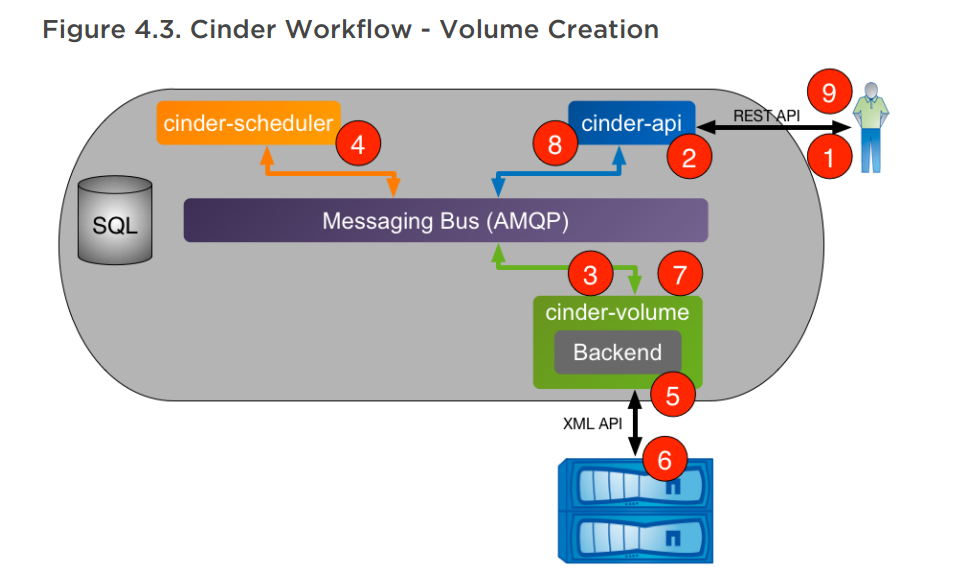 Figure 4.3. Cinder Workflow - Volume Creation
9
cinder-scheduler
4
8
cinder-api
2
REST API
1
SQL
Messaging Bus (AMQP)
3
7
cinder-volume
Backend
5
XML API
6